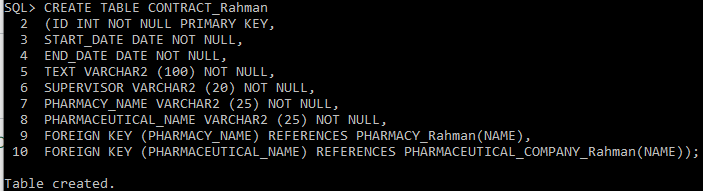 SQL> CREATE TABLE CONTRACT_Rahman
2 (ID INT NOT NULL PRIMARY KEY,
3 START_DATE DATE NOT NULL,
4 END_DATE DATE NOT NULL,
5 TEXT VARCHAR2 (100) NOT NULL,
6 SUPERVISOR VARCHAR2 (20) NOT NULL,
7 PHARMACY_NAME VARCHAR2 (25) NOT NULL,
8 PHARMACEUTICAL_NAME VARCHAR2 (25) NOT NULL,
9 FOREIGN KEY (PHARMACY_NAME) REFERENCES PHARMACY_Rahman(NAME),
10 FOREIGN KEY (PHARMACEUTICAL_NAME) REFERENCES PHARMACEUTICAL_COMPANY_Rahman(NAME));
Table created.